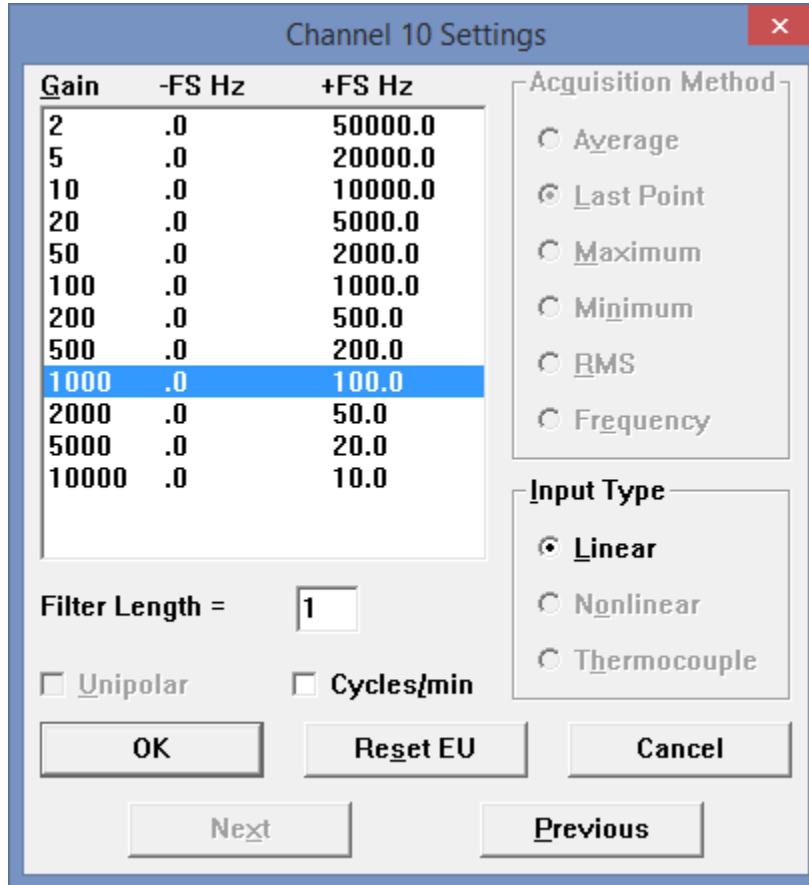 Channel 10 Settings
×
Gain -FS Hz +FS Hz
2 .0 50000.0
5 .0 20000.0
10 .0 10000.0
20 .0 5000.0
50 .0 2000.0
100 .0 1000.0
200 .0 500.0
500 .0 200.0
1000 .0 100.0
2000 .0 50.0
5000 .0 20.0
10000 .0 10.0
Filter Length = 1
Unipolar Cycles/min
Acquisition Method
Average
Last Point
Maximum
Minimum
RMS
Frequency
Input Type
Linear
Nonlinear
Thermocouple
OK Reset EU Cancel
Next Previous